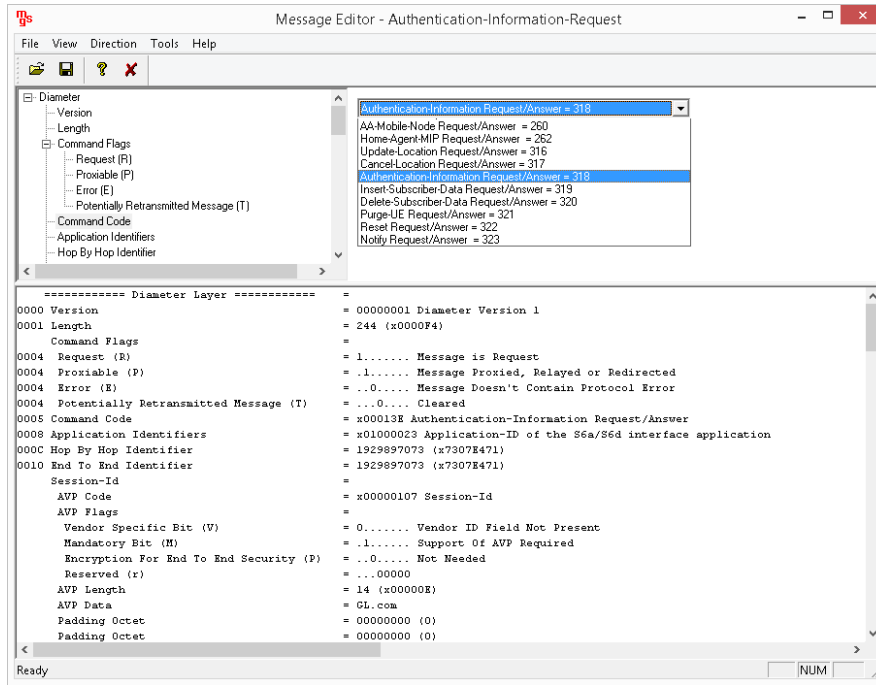 mgs
Message Editor - Authentication-Information-Request
File View Direction Tools Help
Diameter
Version
Length
Command Flags
Request (R)
Proxiable (P)
Error (E)
Potentially Retransmitted Message (T)
Command Code
Application Identifiers
Hop By Hop Identifier
Authentication-Information Request/Answer = 318
AA-Mobile-Node Request/Answer = 260
Home-Agent-MIP Request/Answer = 262
Update-Location Request/Answer = 316
Cancel-Location Request/Answer = 317
Authentication-Information Request/Answer = 318
Insert-Subscriber-Data Request/Answer = 319
Delete-Subscriber-Data Request/Answer = 320
Purge-UE Request/Answer = 321
Reset Request/Answer = 322
Notify Request/Answer = 323
============ Diameter Layer ============ =
0000 Version = 00000001 Diameter Version 1
0001 Length = 244 (x0000F4)
Command Flags =
0004 Request (R) = 1....... Message is Request
0004 Proxiable (P) = .1...... Message Proxied, Relayed or Redirected
0004 Error (E) = ..0..... Message Doesn't Contain Protocol Error
0004 Potentially Retransmitted Message (T) = ...0.... Cleared
0005 Command Code = x00013E Authentication-Information Request/Answer
0008 Application Identifiers = x01000023 Application-ID of the S6a/S6d interface application
000C Hop By Hop Identifier = 1929897073 (x7307E471)
0010 End To End Identifier = 1929897073 (x7307E471)
Session-Id =
AVP Code = x00000107 Session-Id
AVP Flags =
Vendor Specific Bit (V) = 0....... Vendor ID Field Not Present
Mandatory Bit (M) = .1...... Support Of AVP Required
Encryption For End To End Security (P) = ..0..... Not Needed
Reserved (r) = ...00000
AVP Length = 14 (x00000E)
AVP Data = GL.com
Padding Octet = 00000000 (0)
Padding Octet = 00000000 (0)
Ready
NUM